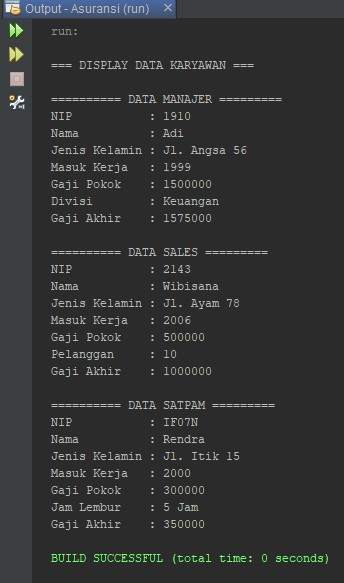 Output - Asuransi (run)
run:
=== DISPLAY DATA KARYAWAN ===
========== DATA MANAJER =========
NIP : 1910
Nama : Adi
Jenis Kelamin : Jl. Angsa 56
Masuk Kerja : 1999
Gaji Pokok : 1500000
Divisi : Keuangan
Gaji Akhir : 1575000
========== DATA SALES =========
NIP : 2143
Nama : Wibisana
Jenis Kelamin : Jl. Ayam 78
Masuk Kerja : 2006
Gaji Pokok : 500000
Pelanggan : 10
Gaji Akhir : 1000000
========== DATA SATPAM =========
NIP : IF07N
Nama : Rendra
Jenis Kelamin : Jl. Itik 15
Masuk Kerja : 2000
Gaji Pokok : 300000
Jam Lembur : 5 Jam
Gaji Akhir : 350000
BUILD SUCCESSFUL (total time: 0 seconds)